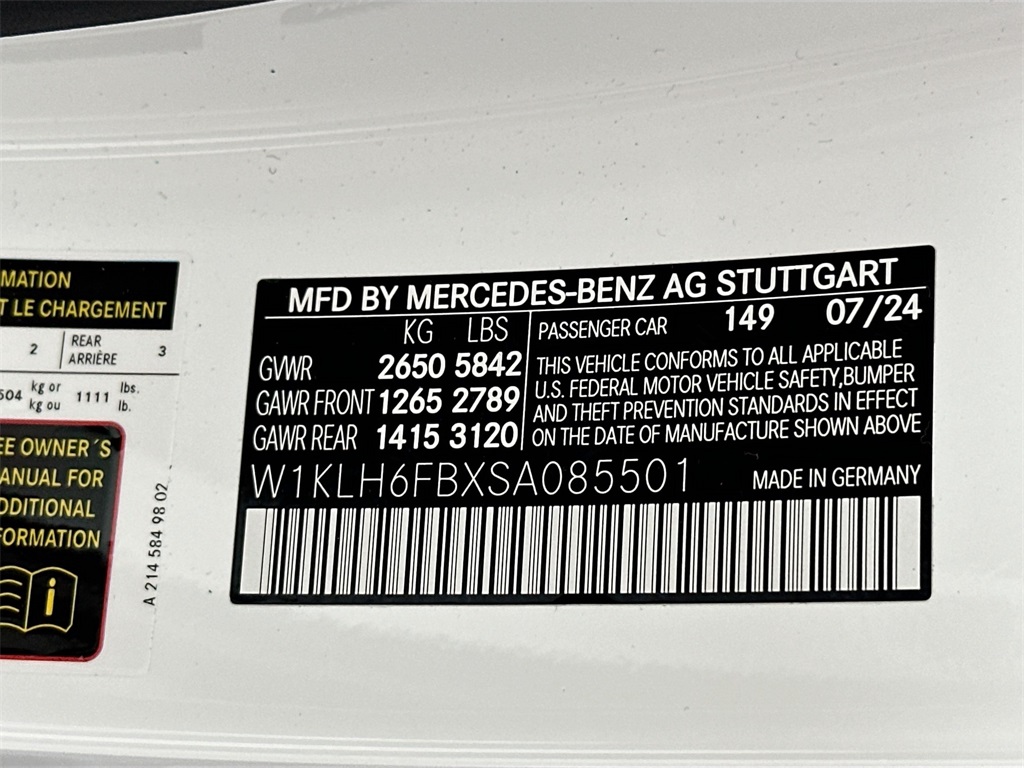 MATION
T LE CHARGEMENT
2 REAR ARRIÈRE 3
504 kg or kg ou 1111 lbs. lb.
EE OWNER´S
ANUAL FOR
DDITIONAL
FORMATION
A 214 584 98 02
MFD BY MERCEDES-BENZ AG STUTTGART
KG LBS
GVWR 2650 5842
GAWR FRONT 1265 2789
GAWR REAR 1415 3120
PASSENGER CAR 149 07/24
THIS VEHICLE CONFORMS TO ALL APPLICABLE
U.S. FEDERAL MOTOR VEHICLE SAFETY,BUMPER
AND THEFT PREVENTION STANDARDS IN EFFECT
ON THE DATE OF MANUFACTURE SHOWN ABOVE
W1KLH6FBXSA085501
MADE IN GERMANY